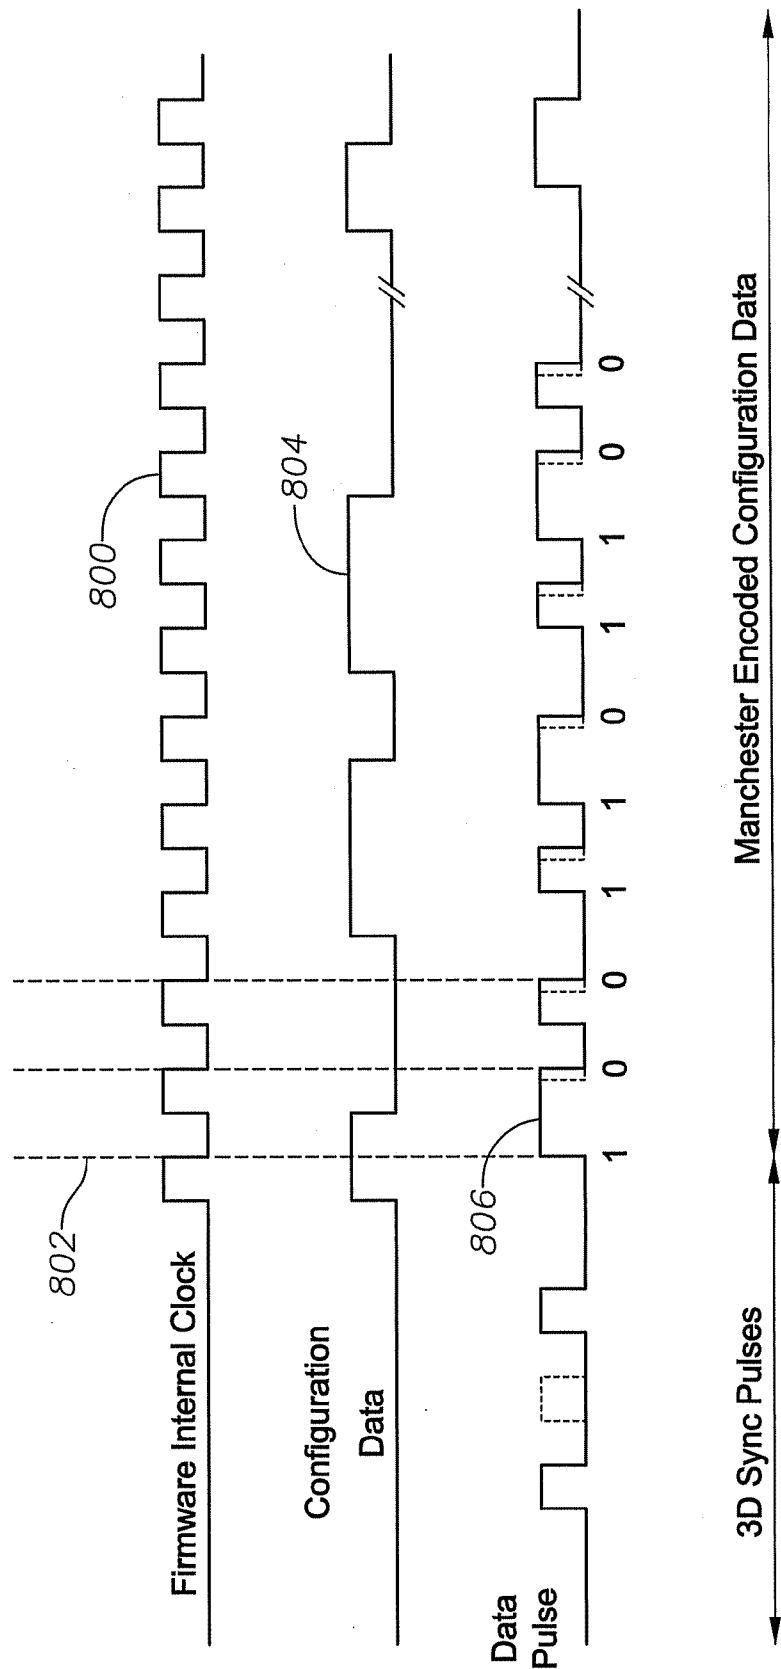 802
800
Firmware Internal Clock
804
Configuration
Data
806
Data
Pulse
1 0 0 1 1 0 1 1 0 0
3D Sync Pulses
Manchester Encoded Configuration Data